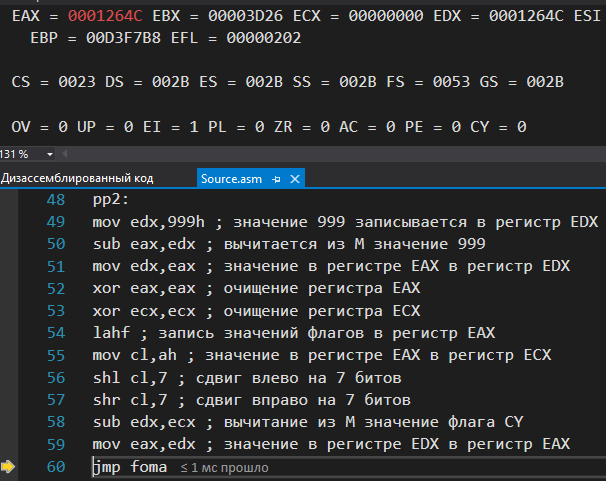 EAX = 0001264C EBX = 00003D26 ECX = 00000000 EDX = 0001264C ESI
EBP = 00D3F7B8 EFL = 00000202
CS = 0023 DS = 002B ES = 002B SS = 002B FS = 0053 GS = 002B
OV = 0 UP = 0 EI = 1 PL = 0 ZR = 0 AC = 0 PE = 0 CY = 0
131 %
Дизассемблированный код Source.asm
48 pp2:
49 mov edx,999h ; значение 999 записывается в регистр EDX
50 sub eax,edx ; вычитается из М значение 999
51 mov edx,eax ; значение в регистре EAX в регистр EDX
52 xor eax,eax ; очищение регистра EAX
53 xor ecx,ecx ; очищение регистра ECX
54 lahf ; запись значений флагов в регистр EAX
55 mov cl,ah ; значение в регистре EAX в регистр ECX
56 shl cl,7 ; сдвиг влево на 7 битов
57 shr cl,7 ; сдвиг вправо на 7 битов
58 sub edx,ecx ; вычитание из М значение флага CY
59 mov eax,edx ; значение в регистре EDX в регистр EAX
60 jmp foma ≤ 1 мс прошло